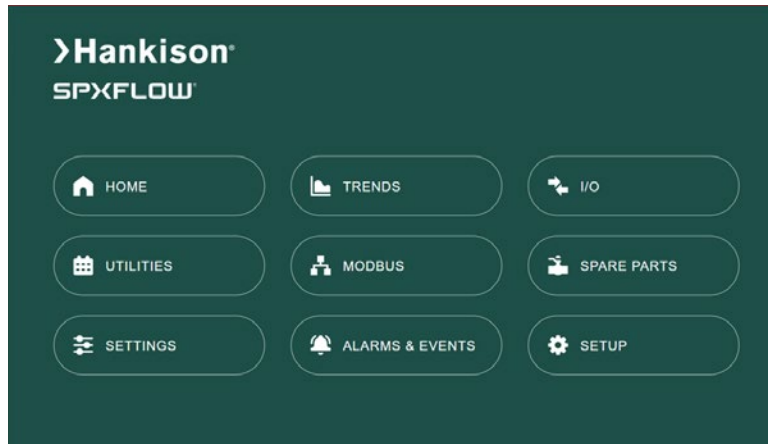 Hankison®
SPXFLOW®
HOME
TRENDS
I/O
UTILITIES
MODBUS
SPARE PARTS
SETTINGS
ALARMS & EVENTS
SETUP